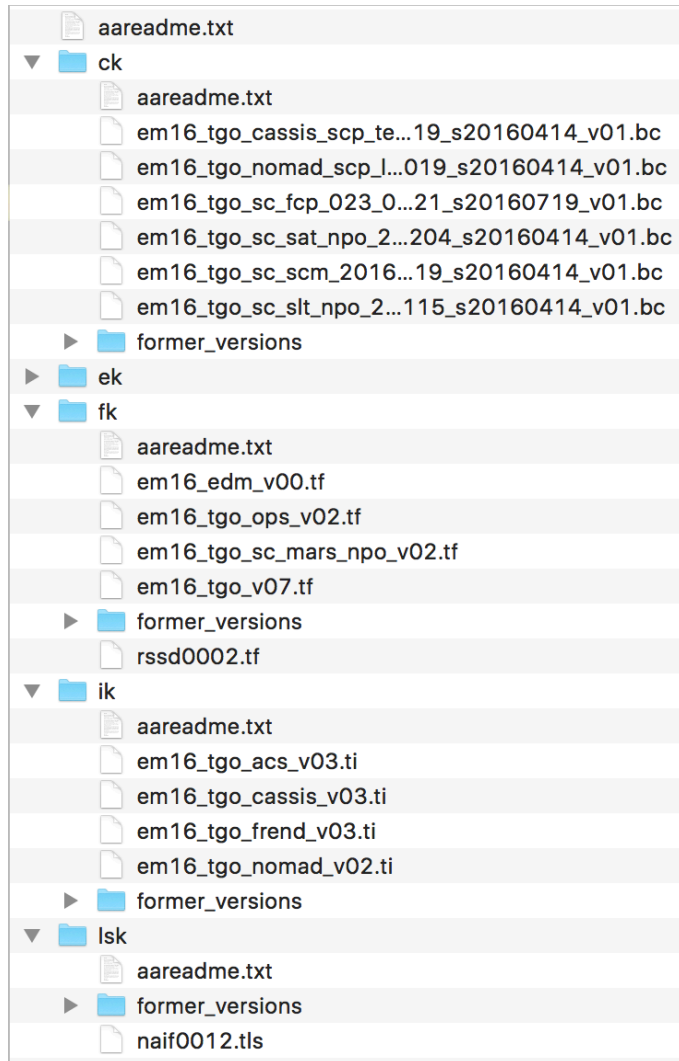 aareadme.txt
ck
aareadme.txt
em16_tgo_cassis_scp_te...19_s20160414_v01.bc
em16_tgo_nomad_scp_l...019_s20160414_v01.bc
em16_tgo_sc_fcp_023_0...21_s20160719_v01.bc
em16_tgo_sc_sat_npo_2...204_s20160414_v01.bc
em16_tgo_sc_scm_2016...19_s20160414_v01.bc
em16_tgo_sc_slt_npo_2...115_s20160414_v01.bc
former_versions
ek
fk
aareadme.txt
em16_edm_v00.tf
em16_tgo_ops_v02.tf
em16_tgo_sc_mars_npo_v02.tf
em16_tgo_v07.tf
former_versions
rssd0002.tf
ik
aareadme.txt
em16_tgo_acs_v03.ti
em16_tgo_cassis_v03.ti
em16_tgo_frend_v03.ti
em16_tgo_nomad_v02.ti
former_versions
lsk
aareadme.txt
former_versions
naif0012.tls